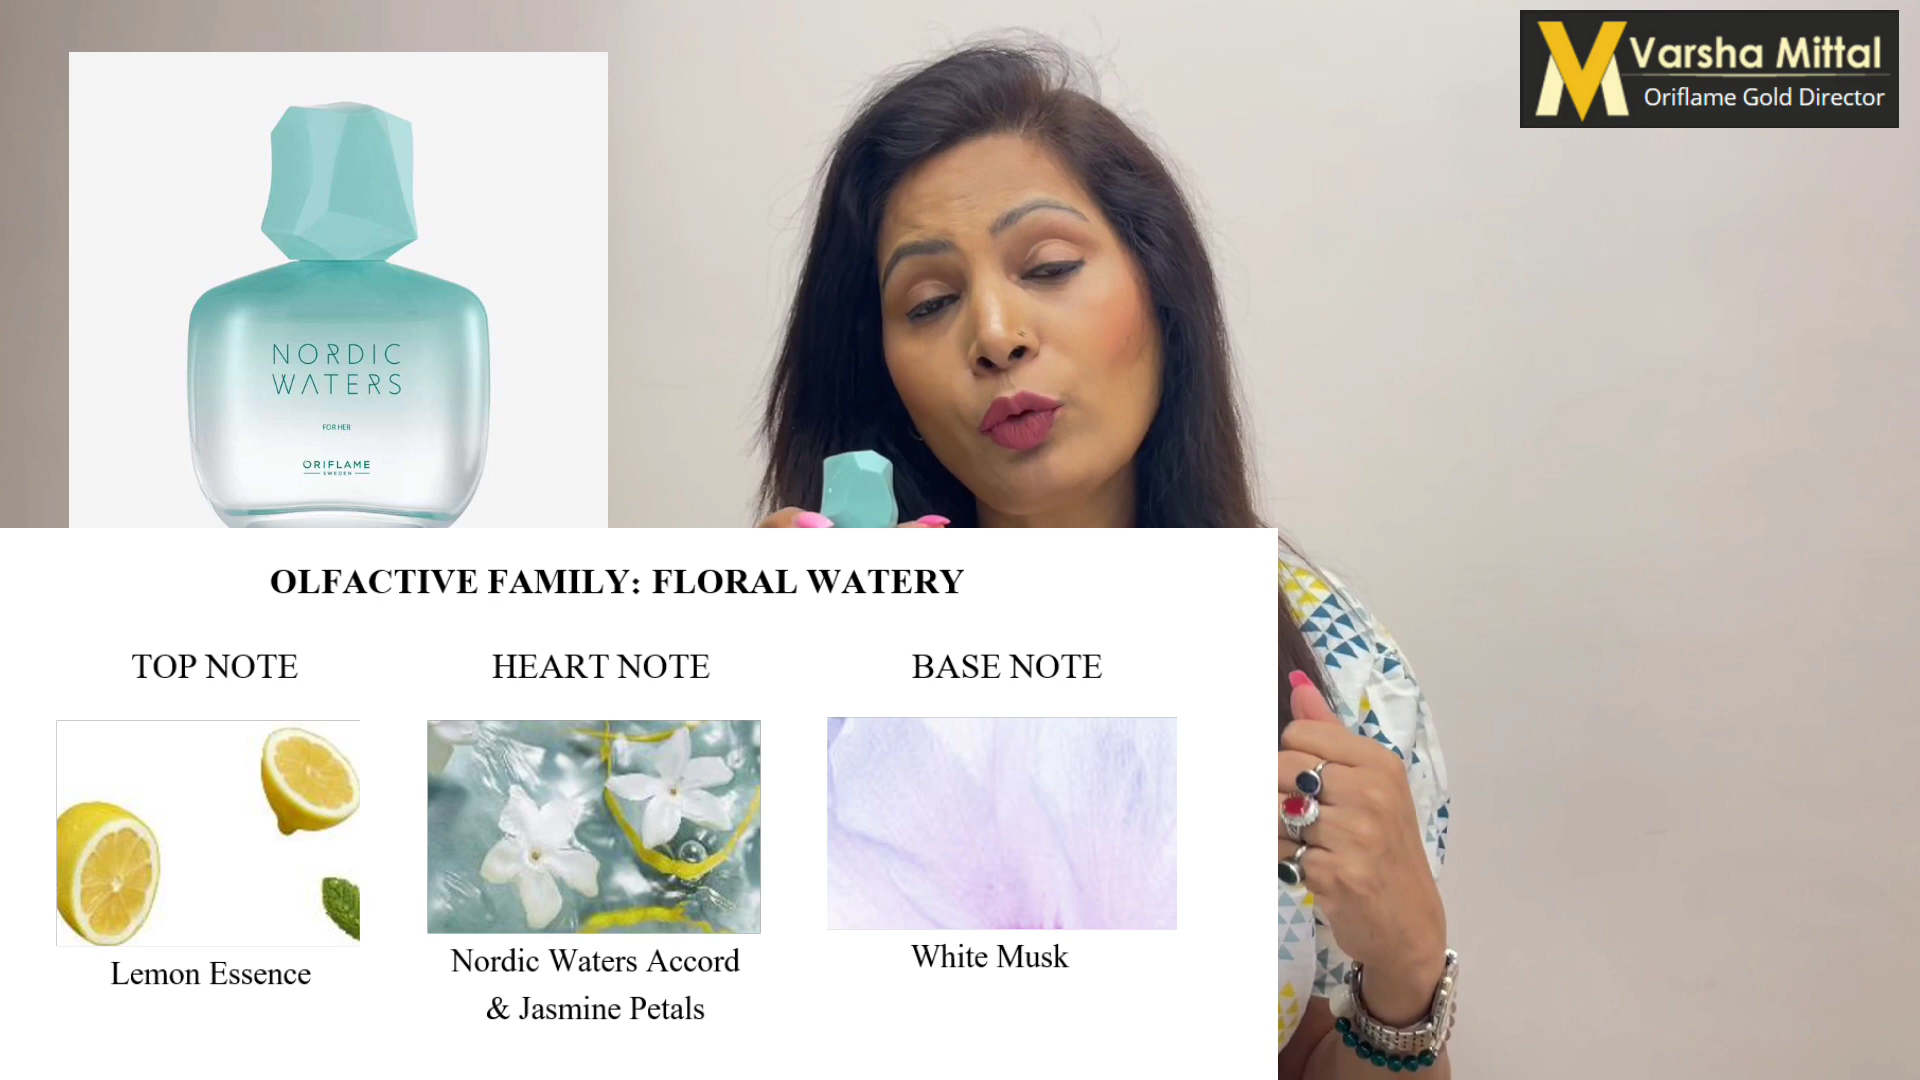 Varsha Mittal
Oriflame Gold Director
NORDIC
WATERS
FOR HER
ORIFLAME
SWEDEN
OLFACTIVE FAMILY: FLORAL WATERY
TOP NOTE
HEART NOTE
BASE NOTE
Lemon Essence
Nordic Waters Accord
& Jasmine Petals
White Musk